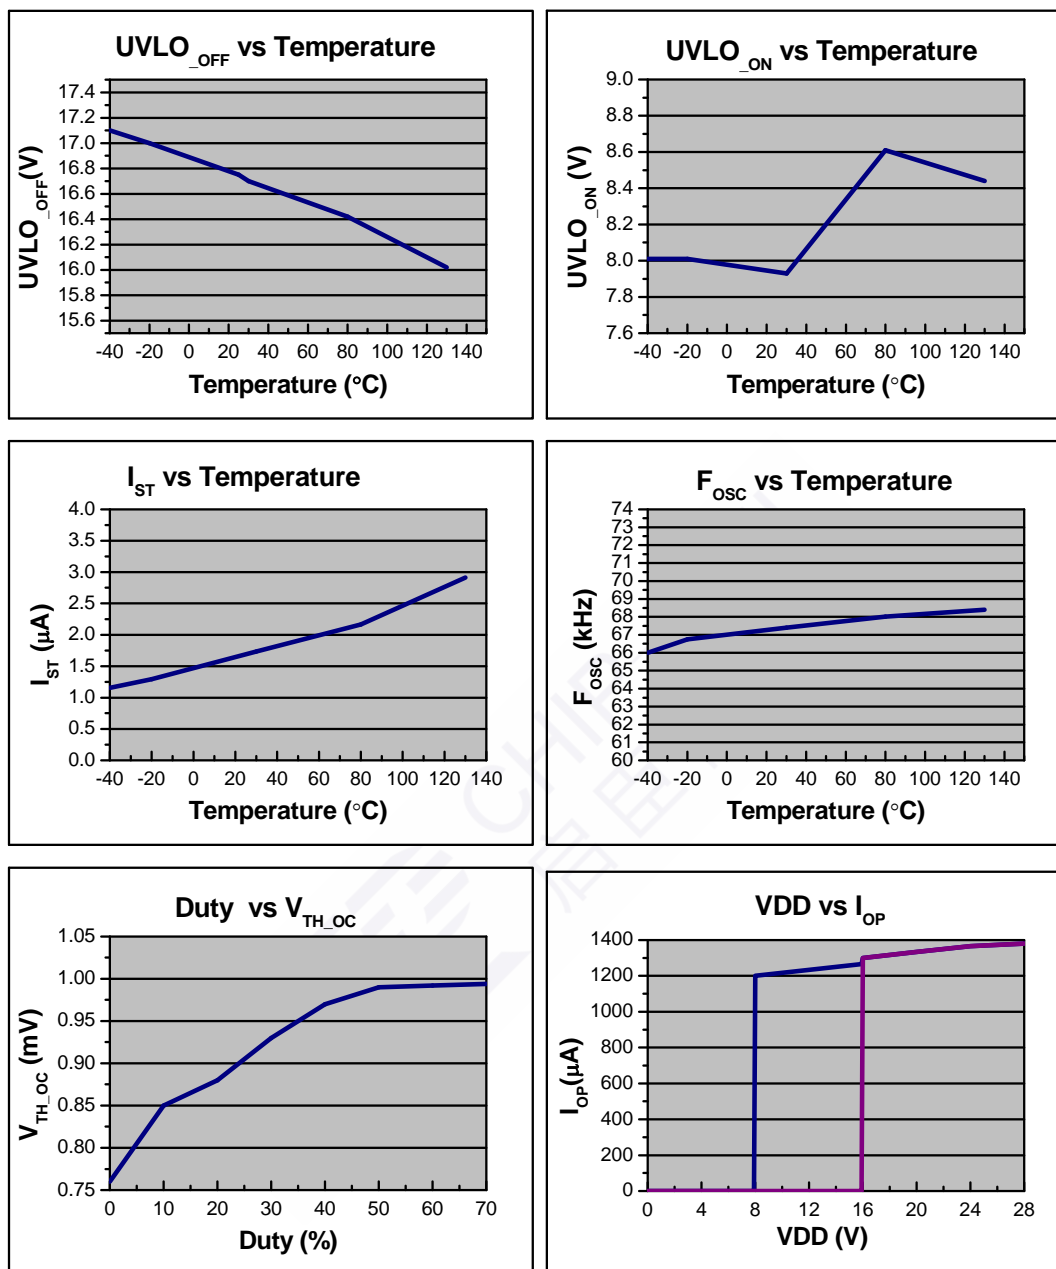 UVLO_OFF vs Temperature
17.4
17.2
17.0
16.8
16.6
16.4
16.2
16.0
15.8
15.6
UVLO_OFF(V)
-40 -20 0 20 40 60 80 100 120 140
Temperature (°C)
UVLO_ON vs Temperature
9.0
8.8
8.6
8.4
8.2
8.0
7.8
7.6
UVLO_ON (V)
-40 -20 0 20 40 60 80 100 120 140
Temperature (°C)
IST vs Temperature
4.0
3.5
3.0
2.5
2.0
1.5
1.0
0.5
0.0
IST (μA)
-40 -20 0 20 40 60 80 100 120 140
Temperature (°C)
FOSC vs Temperature
74
73
72
71
70
69
68
67
66
65
64
63
62
61
60
FOSC (kHz)
-40 -20 0 20 40 60 80 100 120 140
Temperature (°C)
Duty vs VTH_OC
1.05
1.00
0.95
0.90
0.85
0.80
0.75
VTH_OC (mV)
0 10 20 30 40 50 60 70
Duty (%)
VDD vs IOP
1400
1200
1000
800
600
400
200
0
IOP(μA)
0 4 8 12 16 20 24 28
VDD (V)